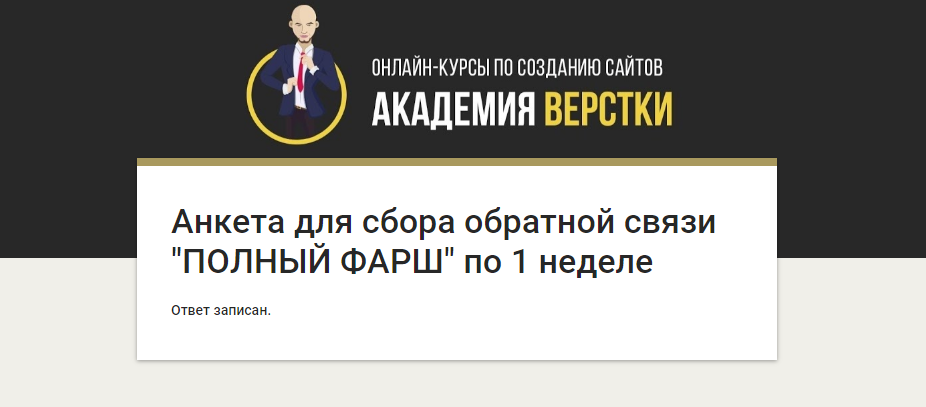 ОНЛАЙН-КУРСЫ ПО СОЗДАНИЮ САЙТОВ
АКАДЕМИЯ ВЕРСТКИ
Анкета для сбора обратной связи
"ПОЛНЫЙ ФАРШ" по 1 неделе
Ответ записан.